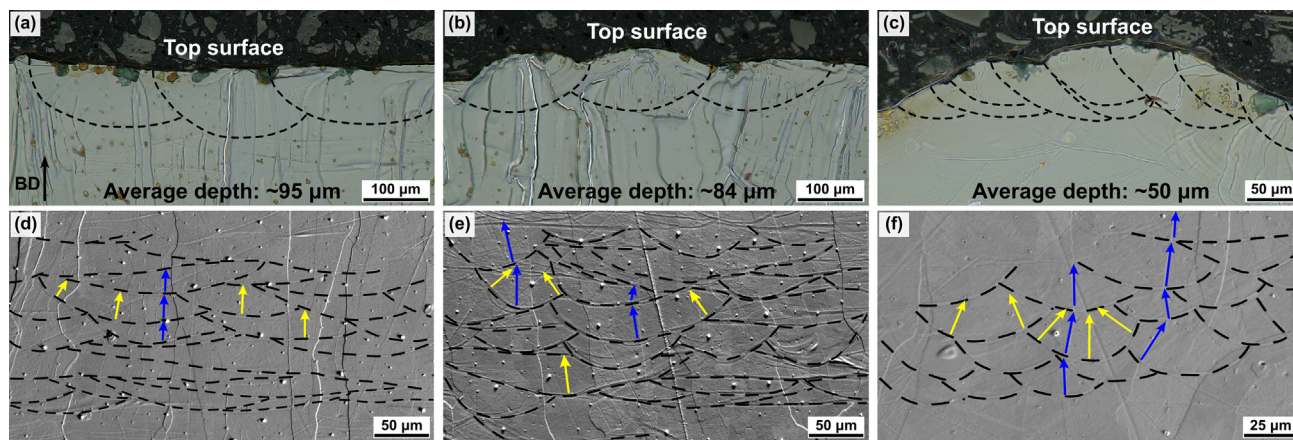 (a)
Top surface
BD
Average depth: ~95 µm
100 µm
(b)
Top surface
Average depth: ~84 µm
100 µm
(c)
Top surface
Average depth: ~50 µm
50 µm
(d)
50 µm
(e)
50 µm
(f)
25 µm